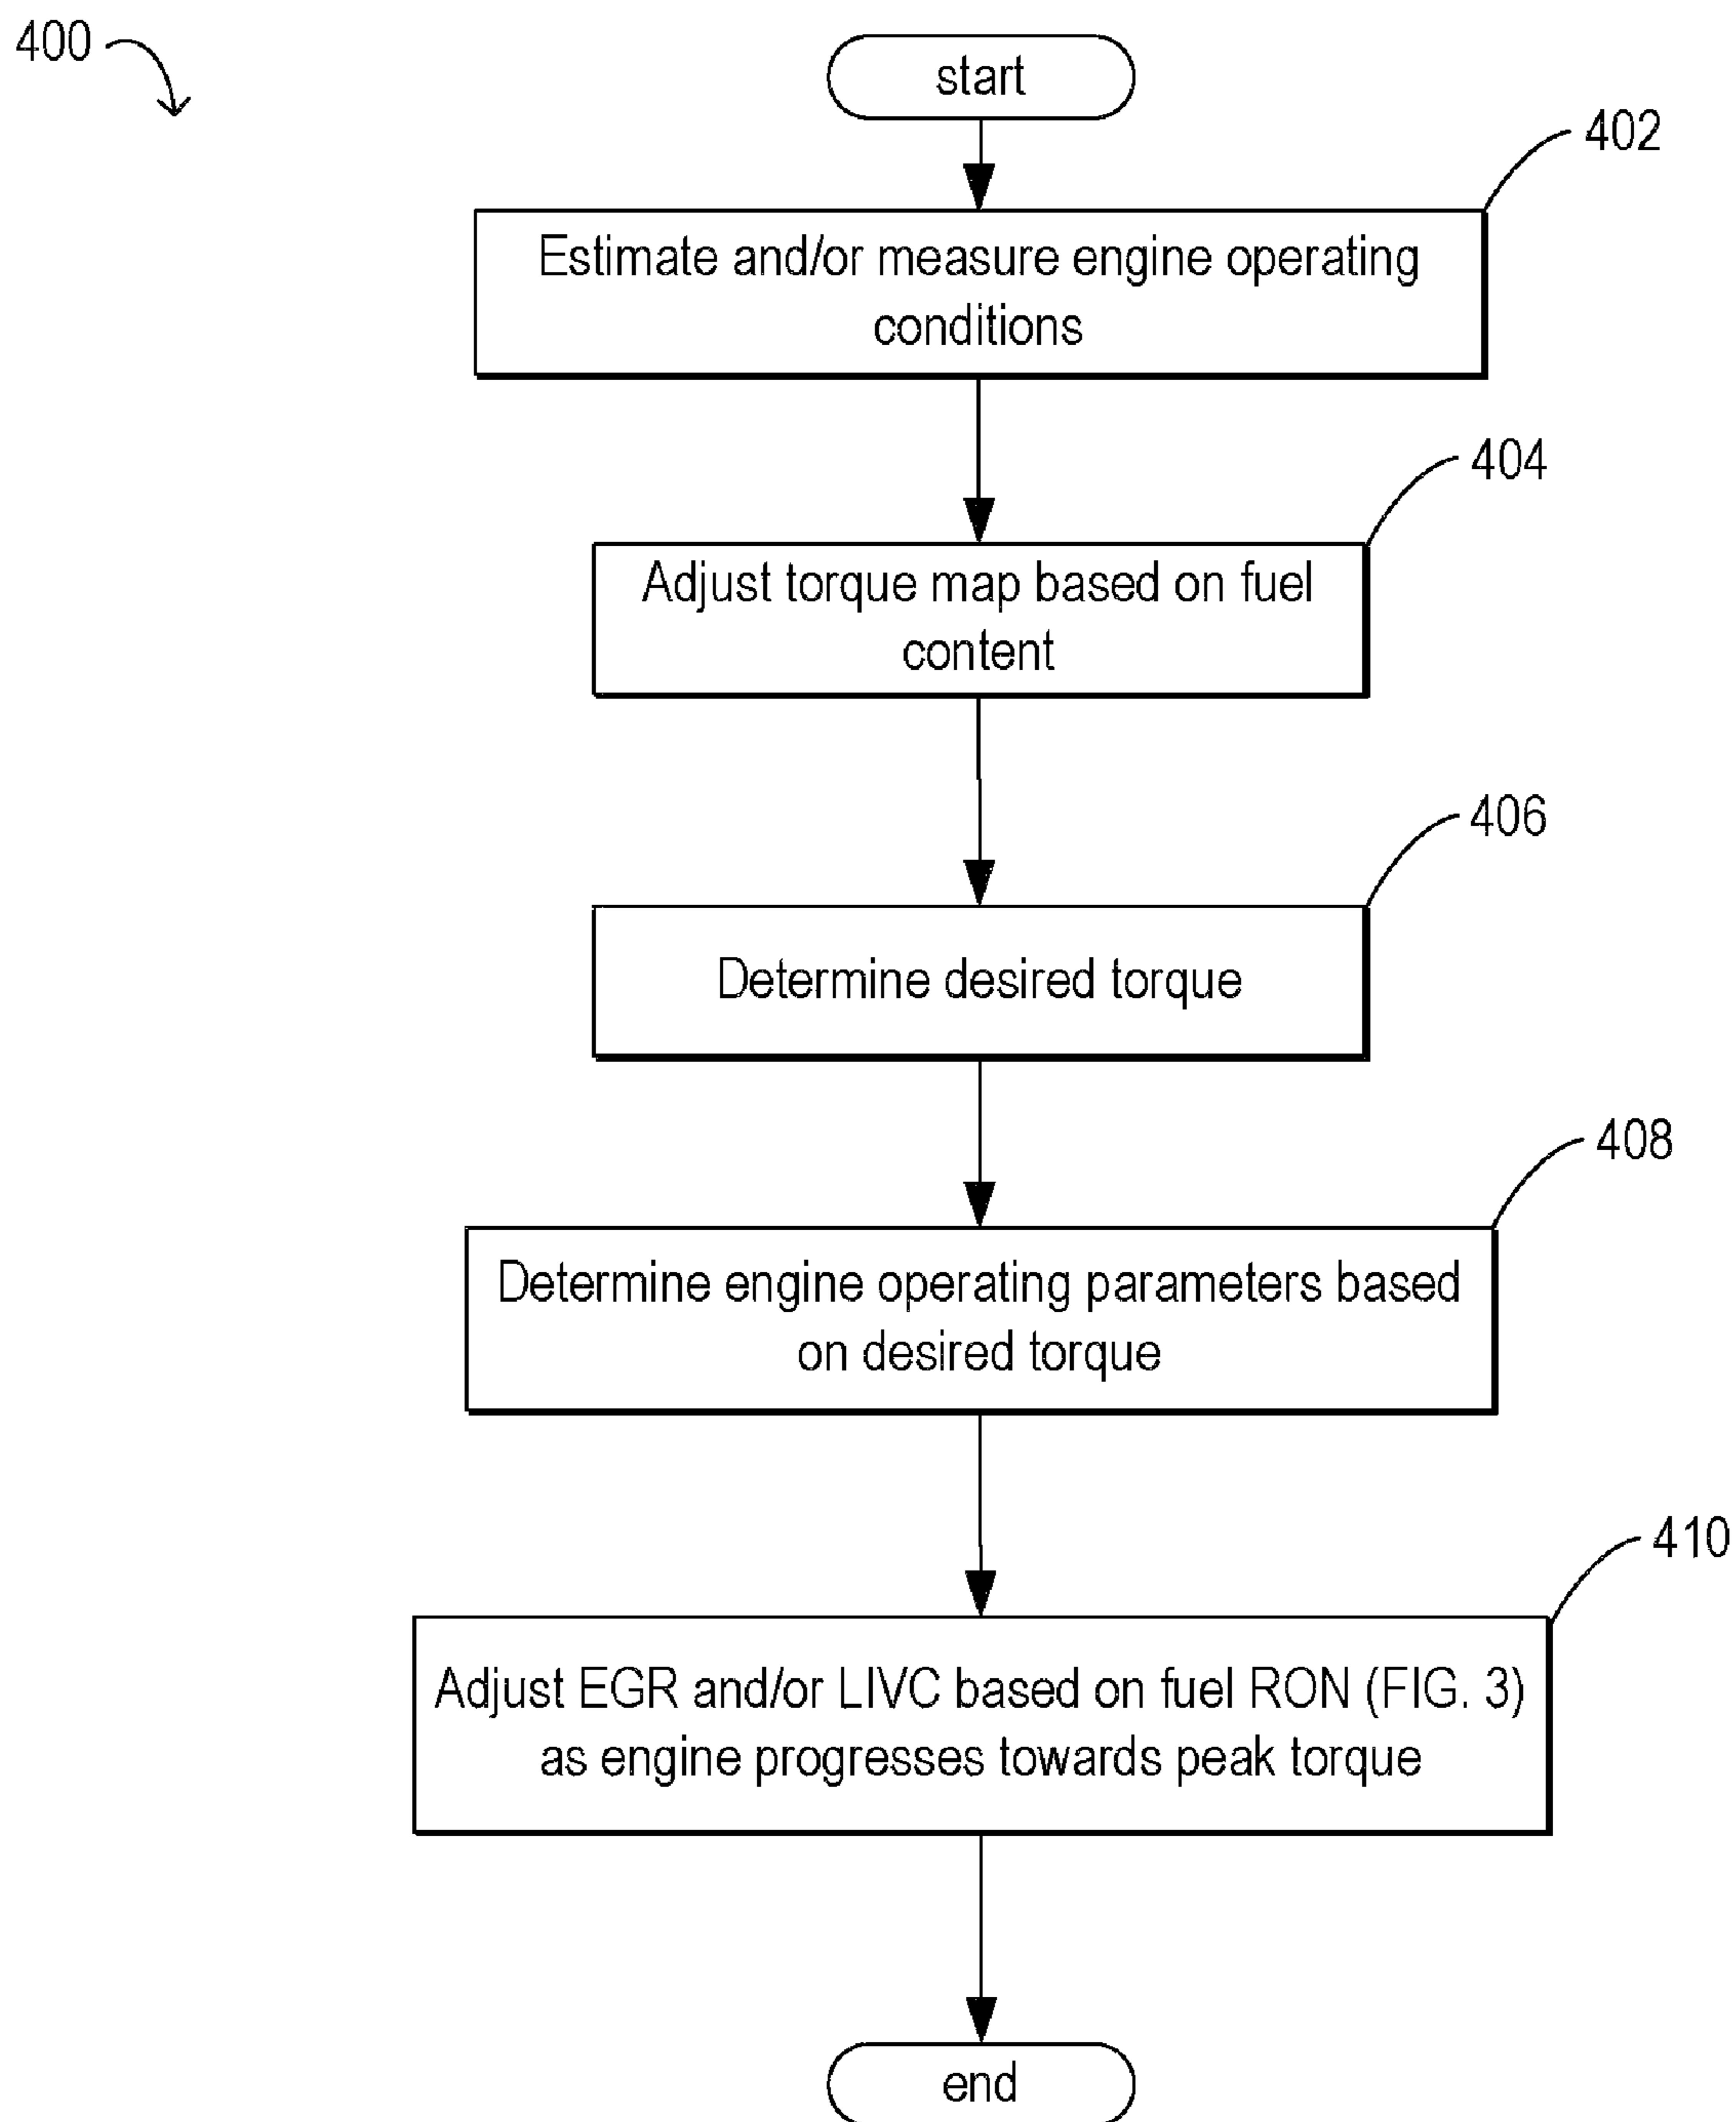 400
start
402
Estimate and/or measure engine operating
conditions
404
Adjust torque map based on fuel
content
406
Determine desired torque
408
Determine engine operating parameters based
on desired torque
410
Adjust EGR and/or LIVC based on fuel RON (FIG. 3)
as engine progresses towards peak torque
end